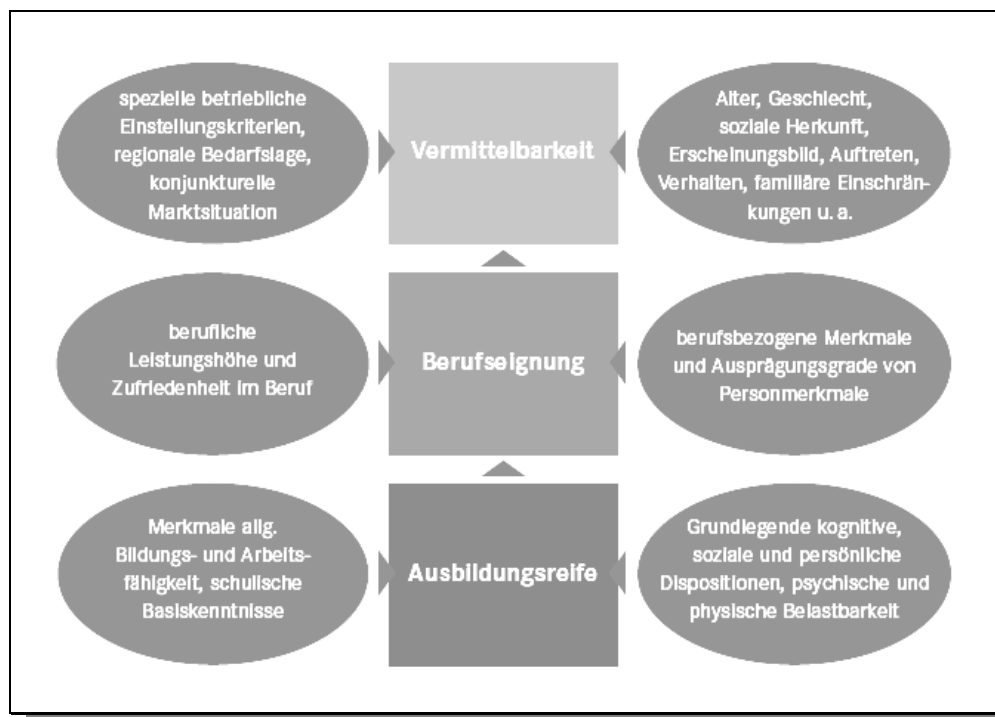 spezielle betriebliche
Einstellungskriterien,
regionale Bedarfslage,
konjunkturelle
Marktsituation
Vermittelbarkeit
Alter, Geschlecht,
soziale Herkunft,
Erscheinungsbild, Auftreten,
Verhalten, familiäre Einschrän-
kungen u. a.
berufliche
Leistungshöhe und
Zufriedenheit im Beruf
Berufseignung
berufsbezogene Merkmale
und Ausprägungsgrade von
Personmerkmale
Merkmale allg.
Bildungs- und Arbeits-
fähigkeit, schulische
Basiskenntnisse
Ausbildungsreife
Grundlegende kognitive,
soziale und persönliche
Dispositionen, psychische und
physische Belastbarkeit